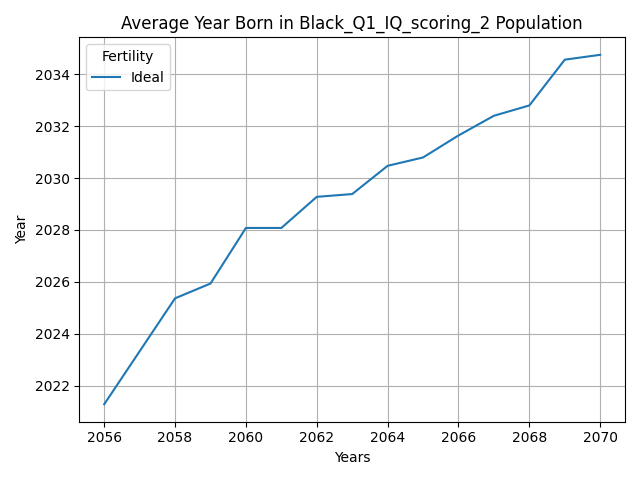 Average Year Born in Black_Q1_IQ_scoring_2 Population
Fertility
Ideal
Year
2034
2032
2030
2028
2026
2024
2022
2056 2058 2060 2062 2064 2066 2068 2070
Years